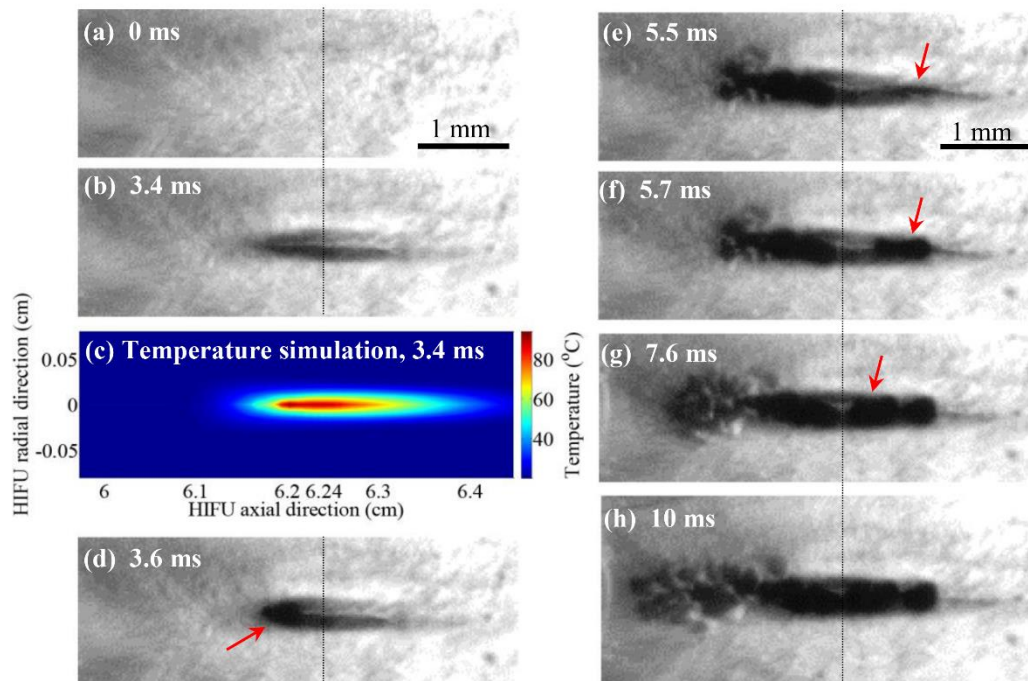 (a) 0 ms
1 mm
(b) 3.4 ms
(c) Temperature simulation, 3.4 ms
HIFU radial direction (cm)
0.05
0
-0.05
6 6.1 6.2 6.24 6.3 6.4
HIFU axial direction (cm)
80
60
40
Temperature (°C)
(d) 3.6 ms
(e) 5.5 ms
1 mm
(f) 5.7 ms
(g) 7.6 ms
(h) 10 ms